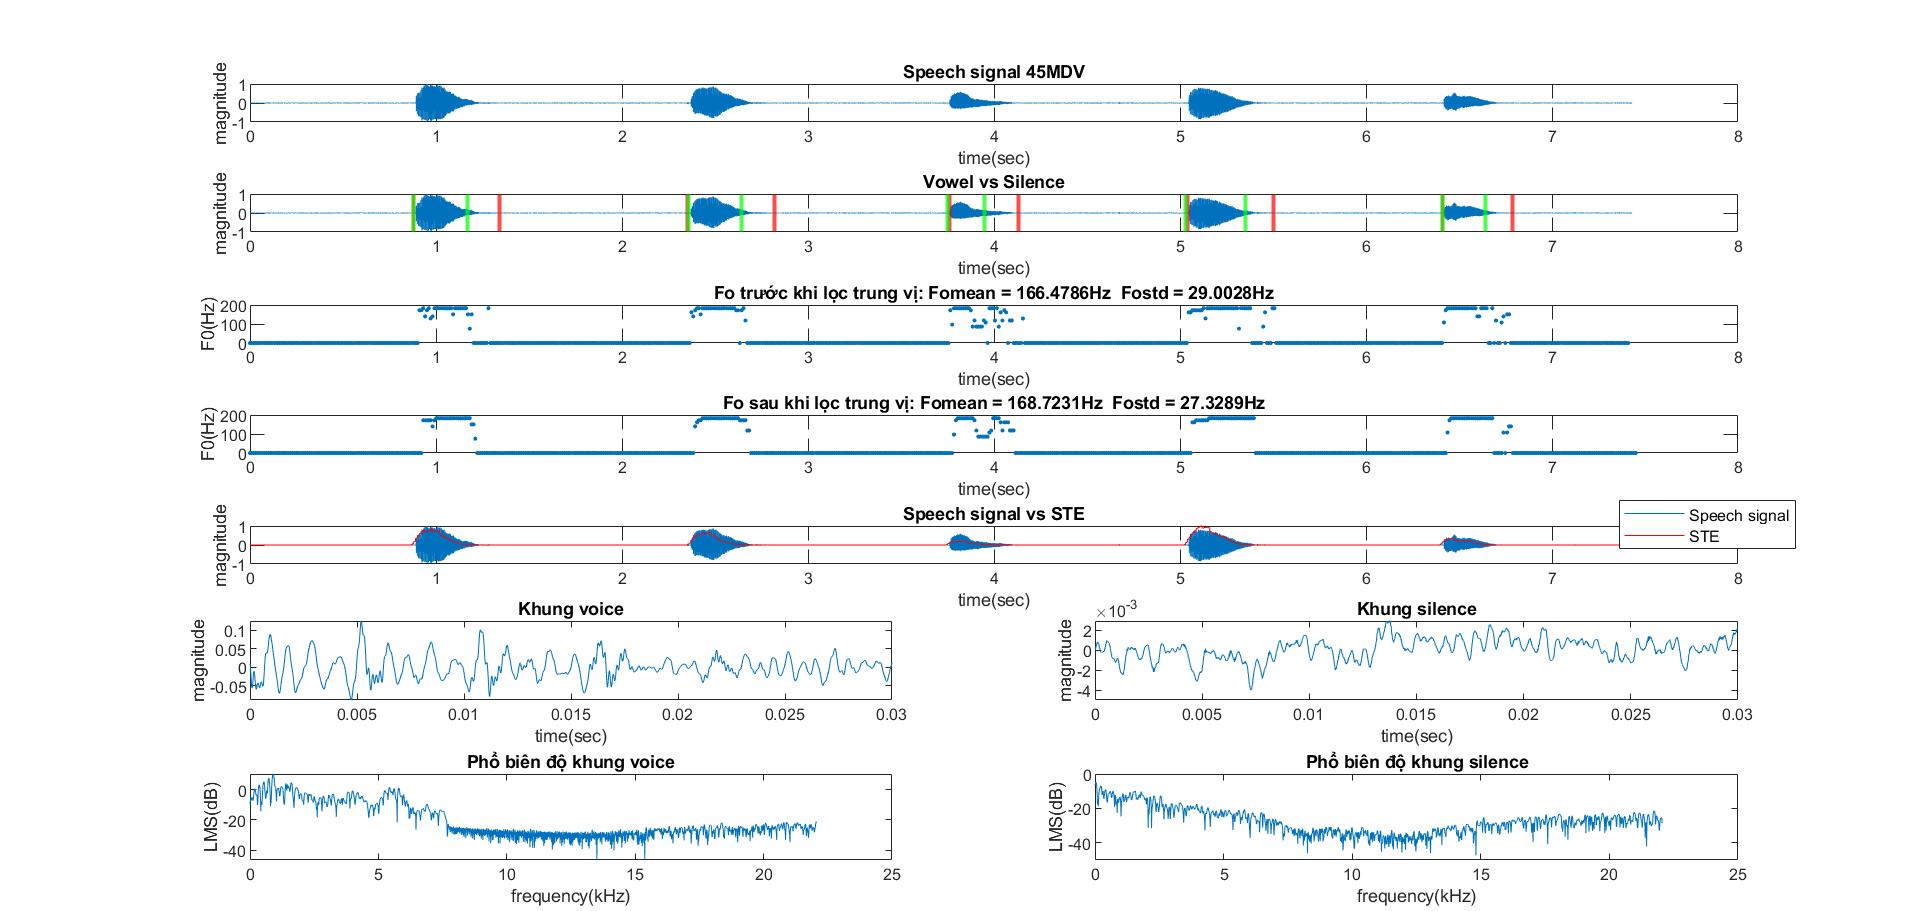 Speech signal 45MDV
magnitude
1
0
-1
0 1 2 3 4 5 6 7 8
time(sec)
Vowel vs Silence
magnitude
1
0
-1
0 1 2 3 4 5 6 7 8
time(sec)
Fo trước khi lọc trung vị: Fomean = 166.4786Hz Fostd = 29.0028Hz
F0(Hz)
200
100
0
0 1 2 3 4 5 6 7 8
time(sec)
Fo sau khi lọc trung vị: Fomean = 168.7231Hz Fostd = 27.3289Hz
F0(Hz)
200
100
0
0 1 2 3 4 5 6 7 8
time(sec)
Speech signal vs STE
magnitude
1
0
-1
0 1 2 3 4 5 6 7 8
time(sec)
Speech signal
STE
Khung voice
magnitude
0.1
0.05
0
-0.05
0 0.005 0.01 0.015 0.02 0.025 0.03
time(sec)
Khung silence
×10-3
magnitude
2
0
-2
-4
0 0.005 0.01 0.015 0.02 0.025 0.03
time(sec)
Phổ biên độ khung voice
LMS(dB)
0
-20
-40
0 5 10 15 20 25
frequency(kHz)
Phổ biên độ khung silence
LMS(dB)
0
-20
-40
0 5 10 15 20 25
frequency(kHz)